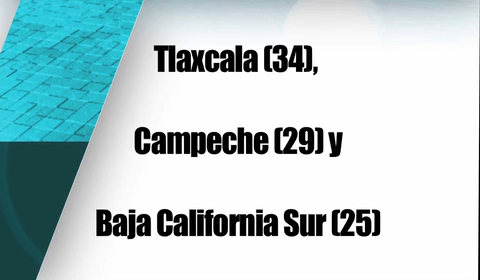 Tlaxcala (34),
Campeche (29) y
Baja California Sur (25)